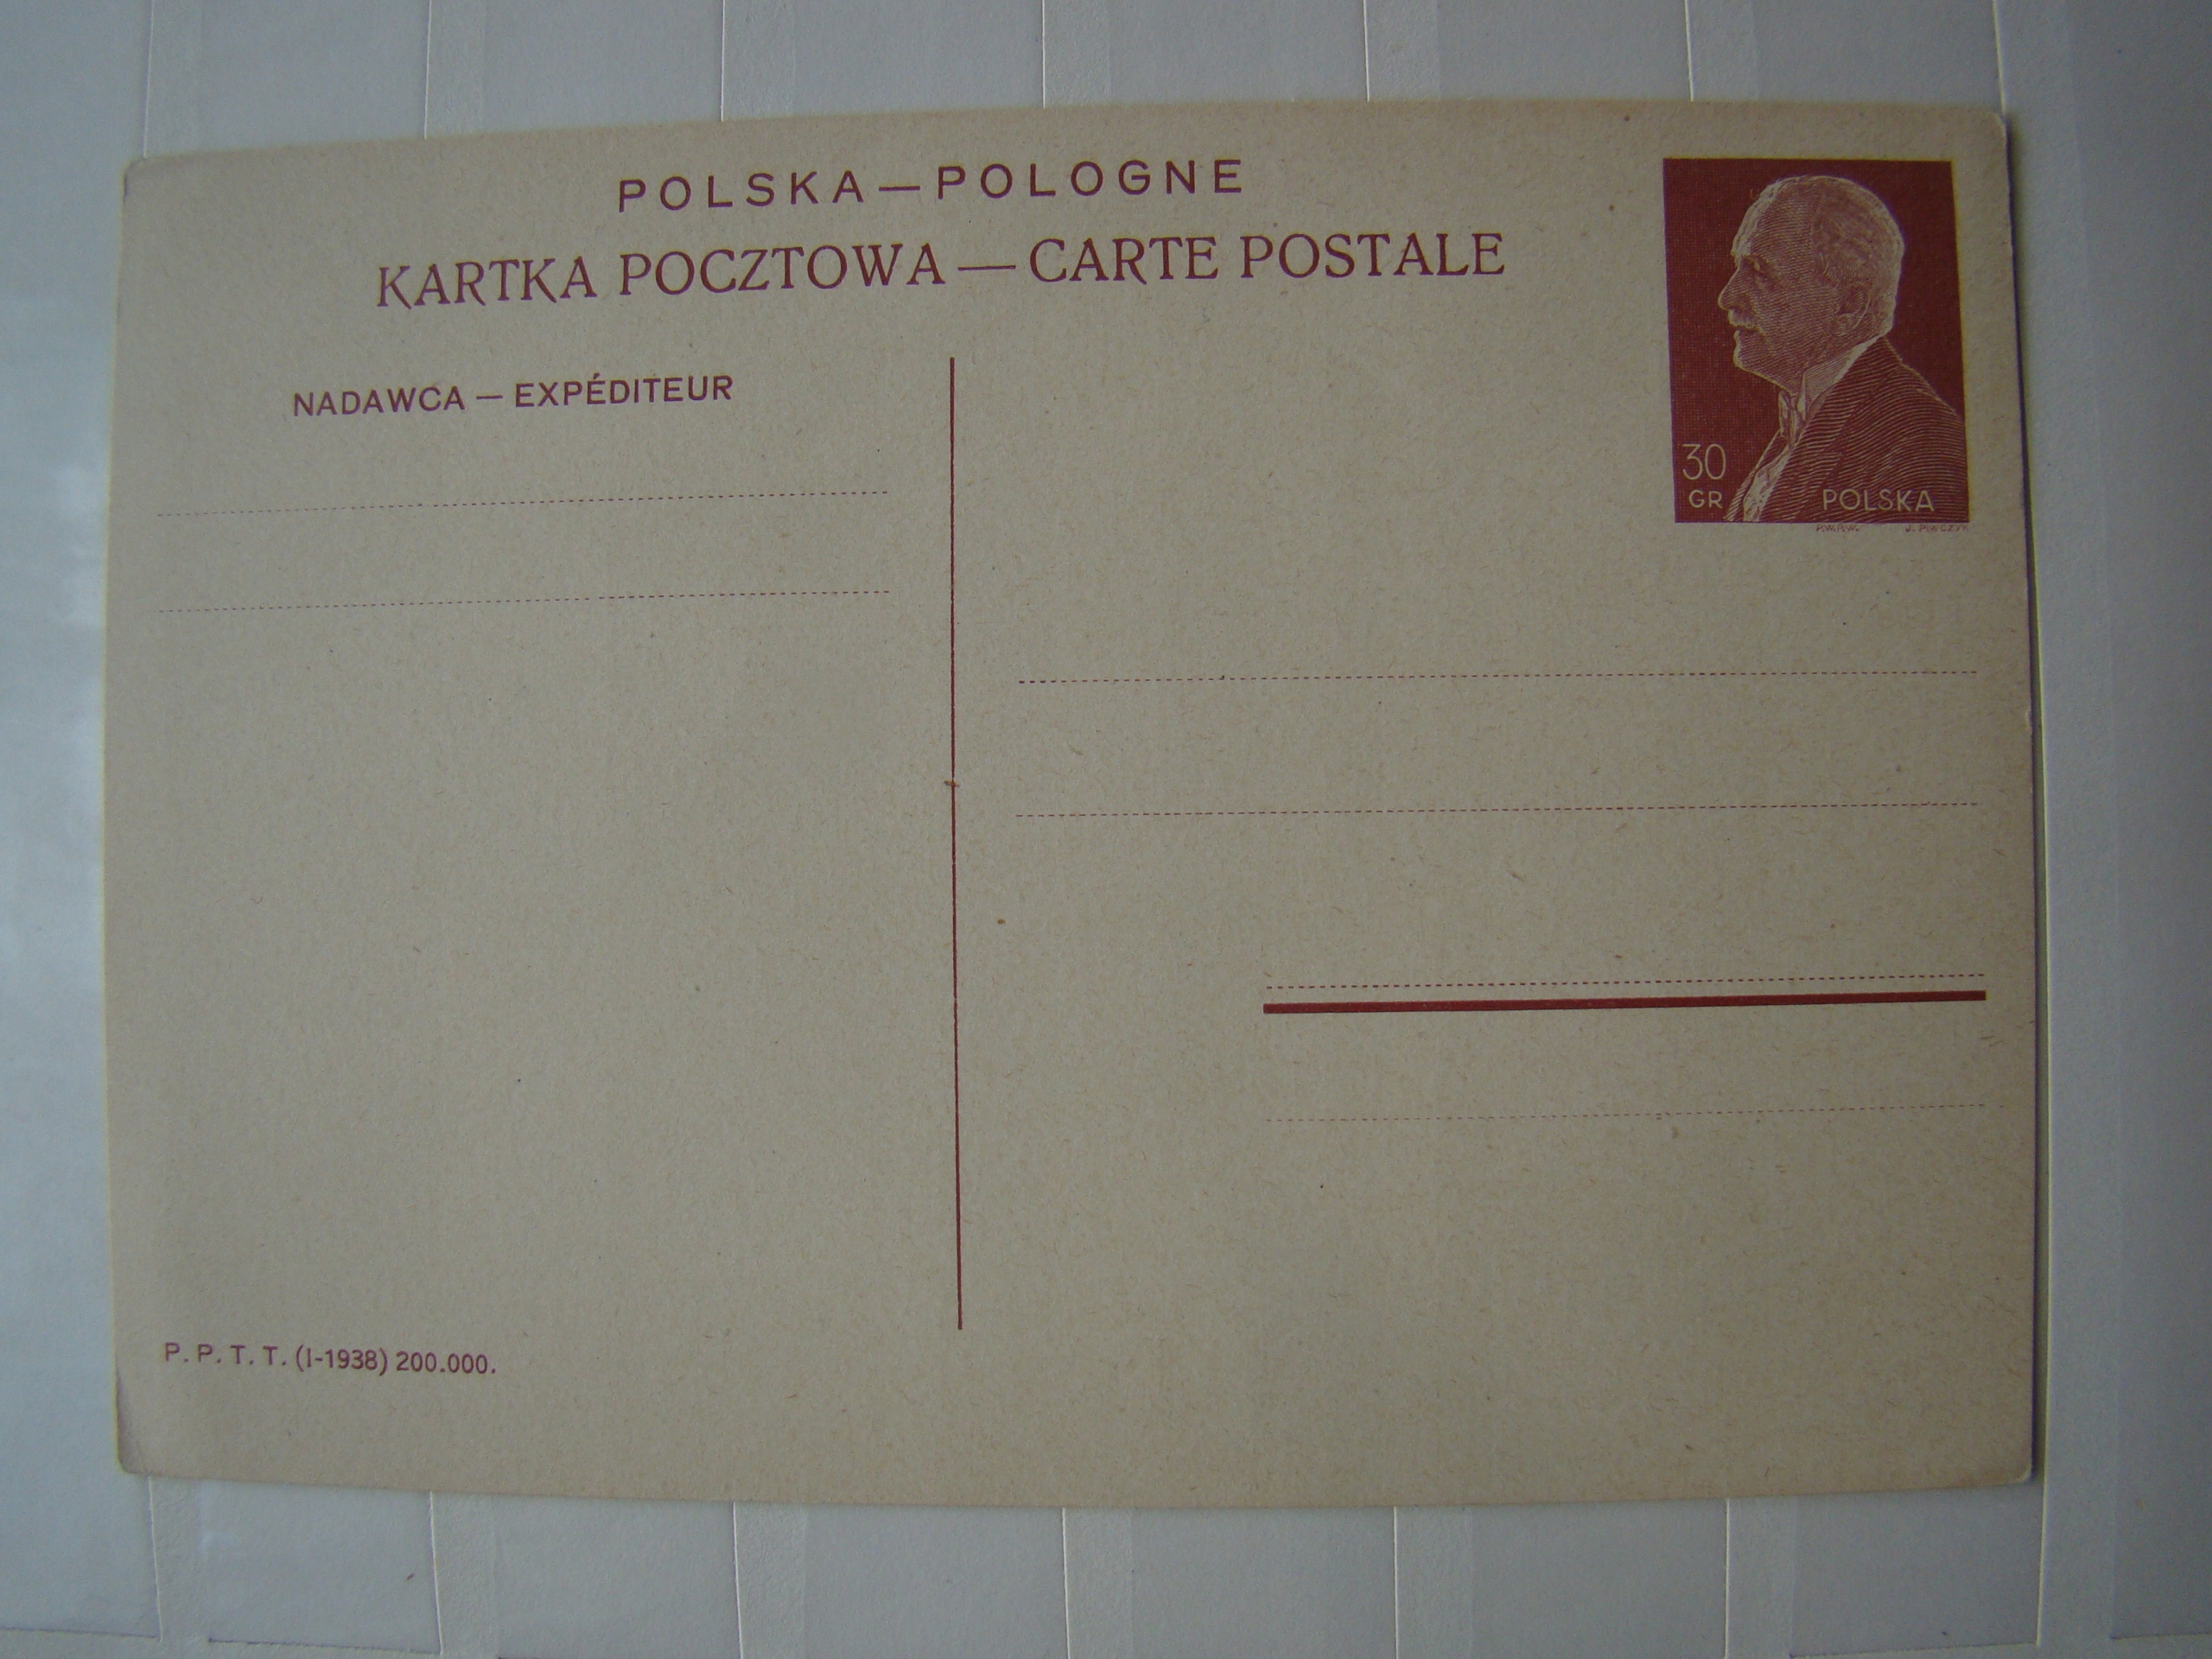 POLSKA—POLOGNE
KARTKA POCZTOWA — CARTE POSTALE
NADAWCA — EXPÉDITEUR
30
GR
POLSKA
P.W.P.W.
P. P. T. T. (I-1938) 200.000.